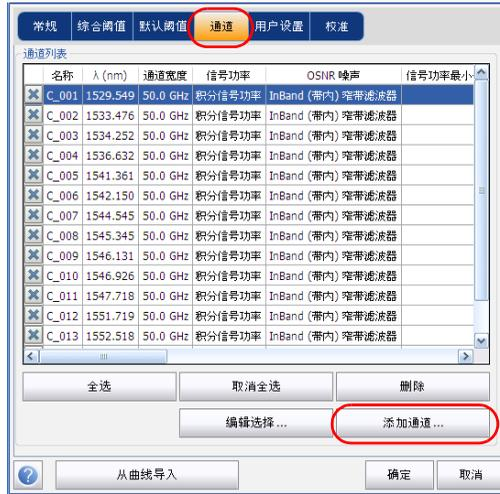 常规 综合阈值 默认阈值 通道 用户设置 校准
通道列表
名称 λ (nm) 通道宽度 信号功率 OSNR 噪声 信号功率最小
C_001 1529.549 50.0 GHz 积分信号功率 InBand (带内) 窄带滤波器
C_002 1533.476 50.0 GHz 积分信号功率 InBand (带内) 窄带滤波器
C_003 1534.252 50.0 GHz 积分信号功率 InBand (带内) 窄带滤波器
C_004 1536.632 50.0 GHz 积分信号功率 InBand (带内) 窄带滤波器
C_005 1541.361 50.0 GHz 积分信号功率 InBand (带内) 窄带滤波器
C_006 1542.150 50.0 GHz 积分信号功率 InBand (带内) 窄带滤波器
C_007 1544.545 50.0 GHz 积分信号功率 InBand (带内) 窄带滤波器
C_008 1545.345 50.0 GHz 积分信号功率 InBand (带内) 窄带滤波器
C_009 1546.131 50.0 GHz 积分信号功率 InBand (带内) 窄带滤波器
C_010 1546.926 50.0 GHz 积分信号功率 InBand (带内) 窄带滤波器
C_011 1547.718 50.0 GHz 积分信号功率 InBand (带内) 窄带滤波器
C_012 1551.719 50.0 GHz 积分信号功率 InBand (带内) 窄带滤波器
C_013 1552.518 50.0 GHz 积分信号功率 InBand (带内) 窄带滤波器
全选 取消全选 删除
编辑选择 ... 添加通道 ...
? 从曲线导入 确定 取消